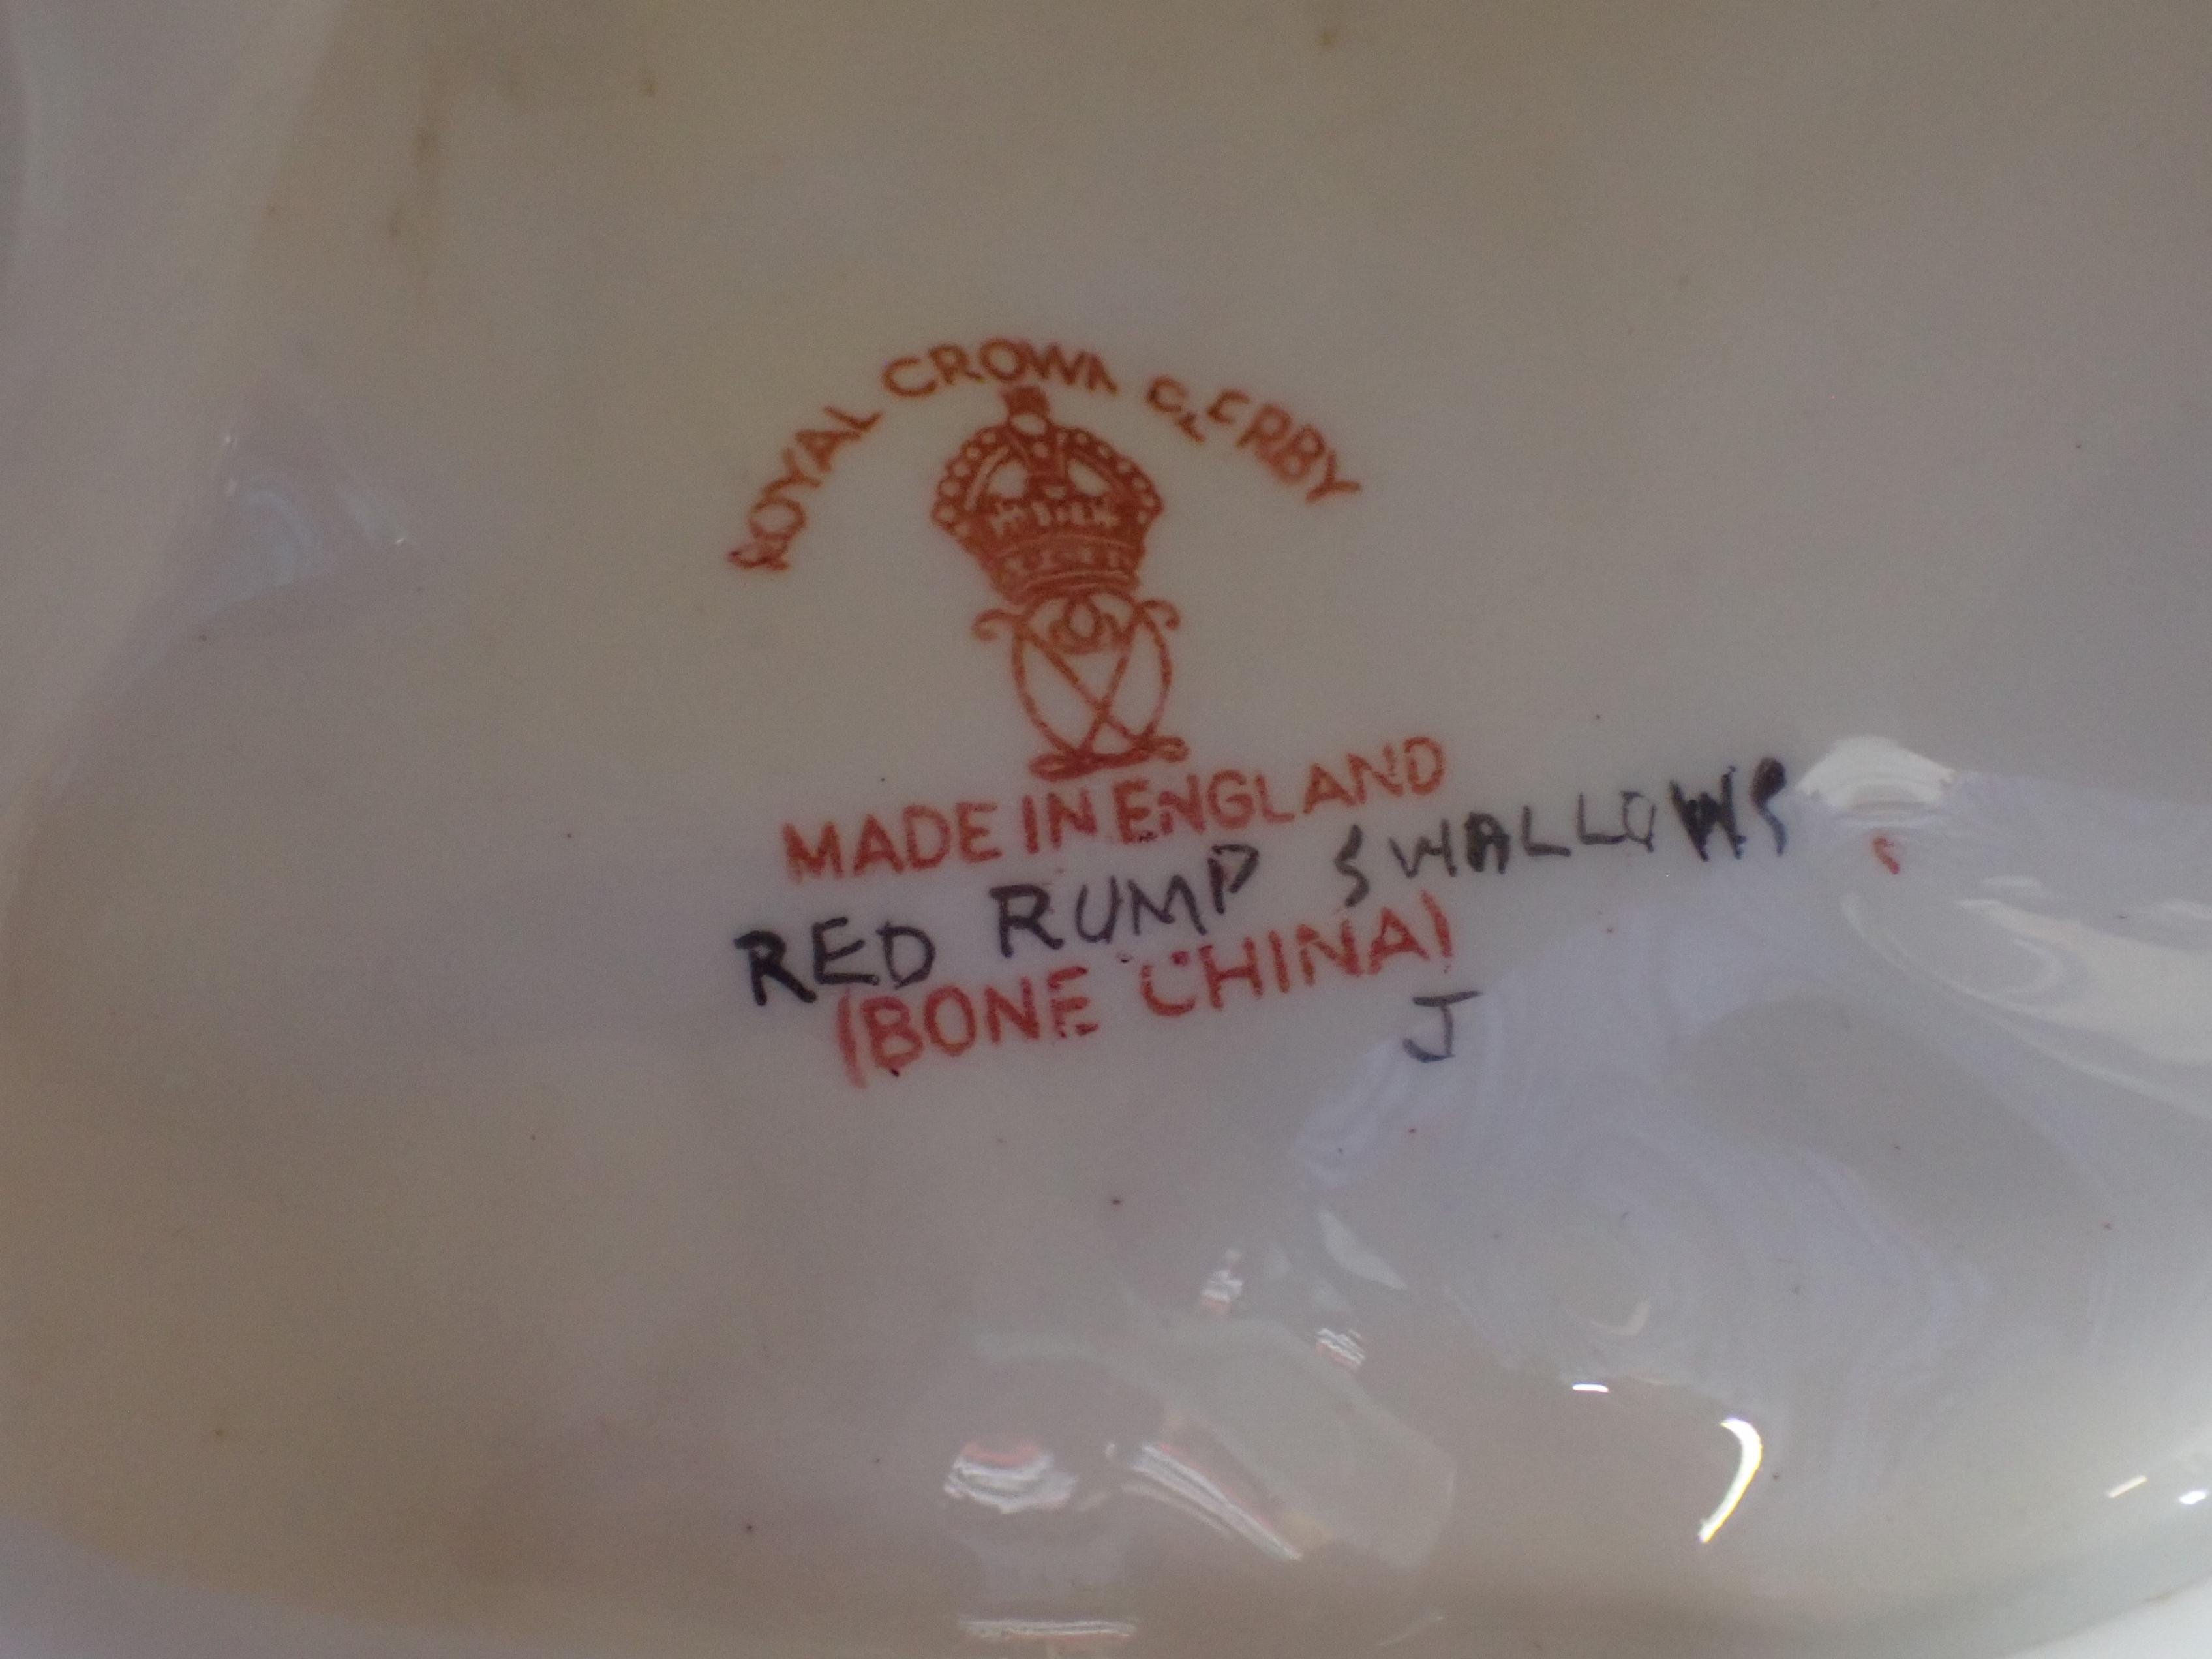 ROYAL CROWN DERBY
MADE IN ENGLAND
RED RUMP SWALLOWS
(BONE CHINA)
J